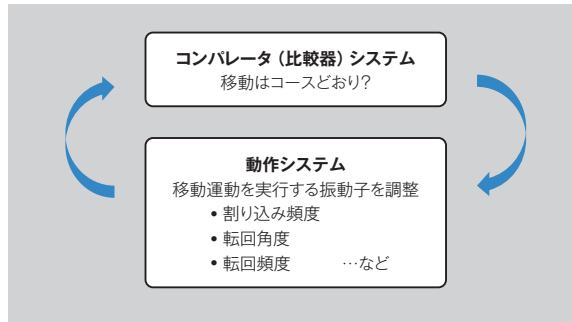 コンパレータ（比較器）システム
移動はコースどおり?
動作システム
移動運動を実行する振動子を調整
• 割り込み頻度
• 転回角度
• 転回頻度　　…など